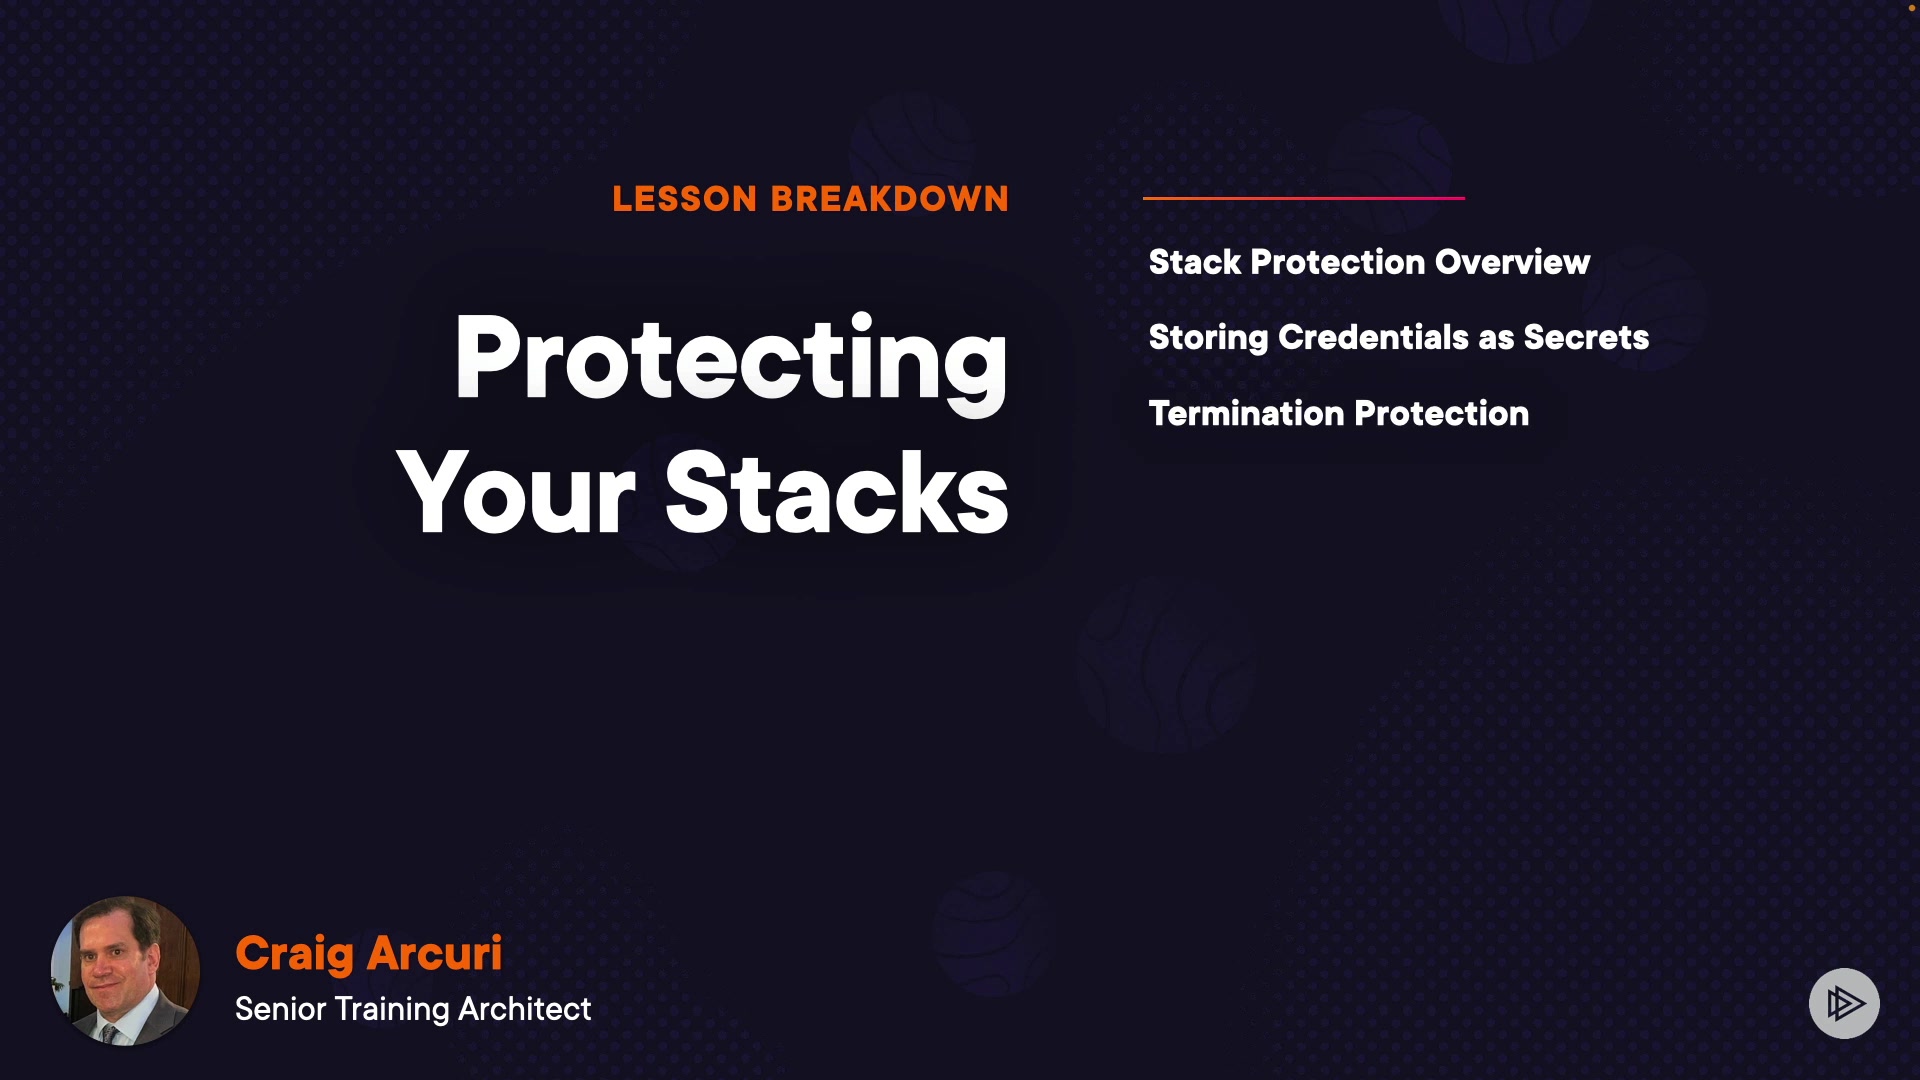 LESSON BREAKDOWN
Protecting
Your Stacks
Stack Protection Overview
Storing Credentials as Secrets
Termination Protection
Craig Arcuri
Senior Training Architect